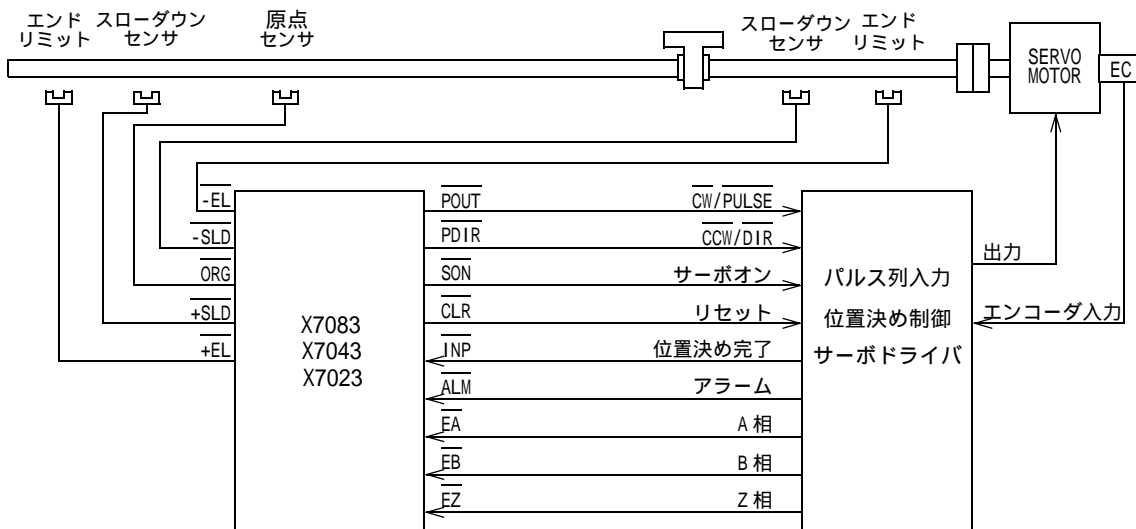 エンド
リミット
スローダウン
センサ
原点
センサ
スローダウン
センサ
エンド
リミット
SERVO
MOTOR
EC
-EL
-SLD
ORG
+SLD
+EL
X7083
X7043
X7023
POUT
PDIR
SON
CLR
INP
ALM
EA
EB
EZ
CW/PULSE
CCW/DIR
サーボオン
リセット
位置決め完了
アラーム
A 相
B 相
Z 相
パルス列入力
位置決め制御
サーボドライバ
出力
エンコーダ入力